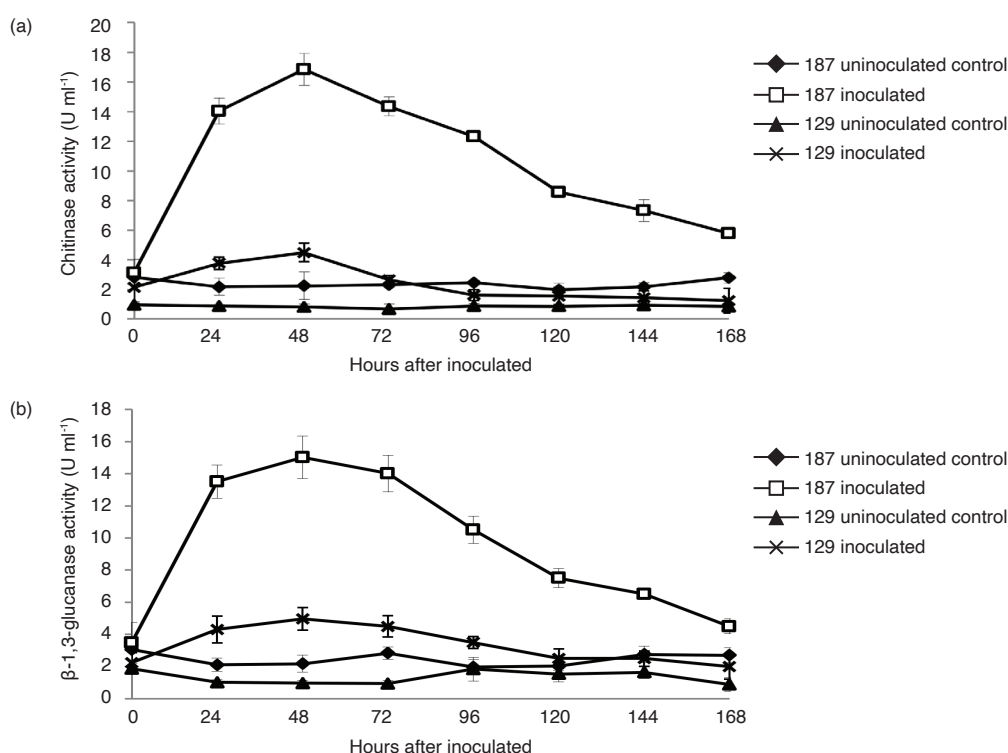 (a)
Chitinase activity (U ml⁻¹)
20
18
16
14
12
10
8
6
4
2
0
0 24 48 72 96 120 144 168
Hours after inoculated
187 uninoculated control
187 inoculated
129 uninoculated control
129 inoculated
(b)
β-1,3-glucanase activity (U ml⁻¹)
18
16
14
12
10
8
6
4
2
0
0 24 48 72 96 120 144 168
Hours after inoculated
187 uninoculated control
187 inoculated
129 uninoculated control
129 inoculated